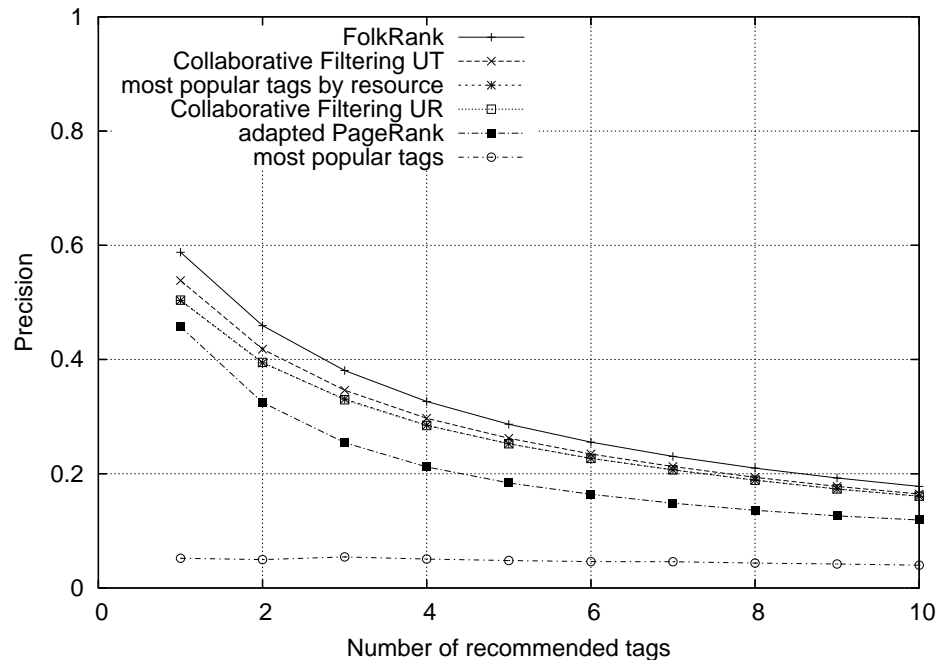 1
0.8
0.6
0.4
0.2
0
0 2 4 6 8 10
Precision
Number of recommended tags
FolkRank
Collaborative Filtering UT
most popular tags by resource
Collaborative Filtering UR
adapted PageRank
most popular tags